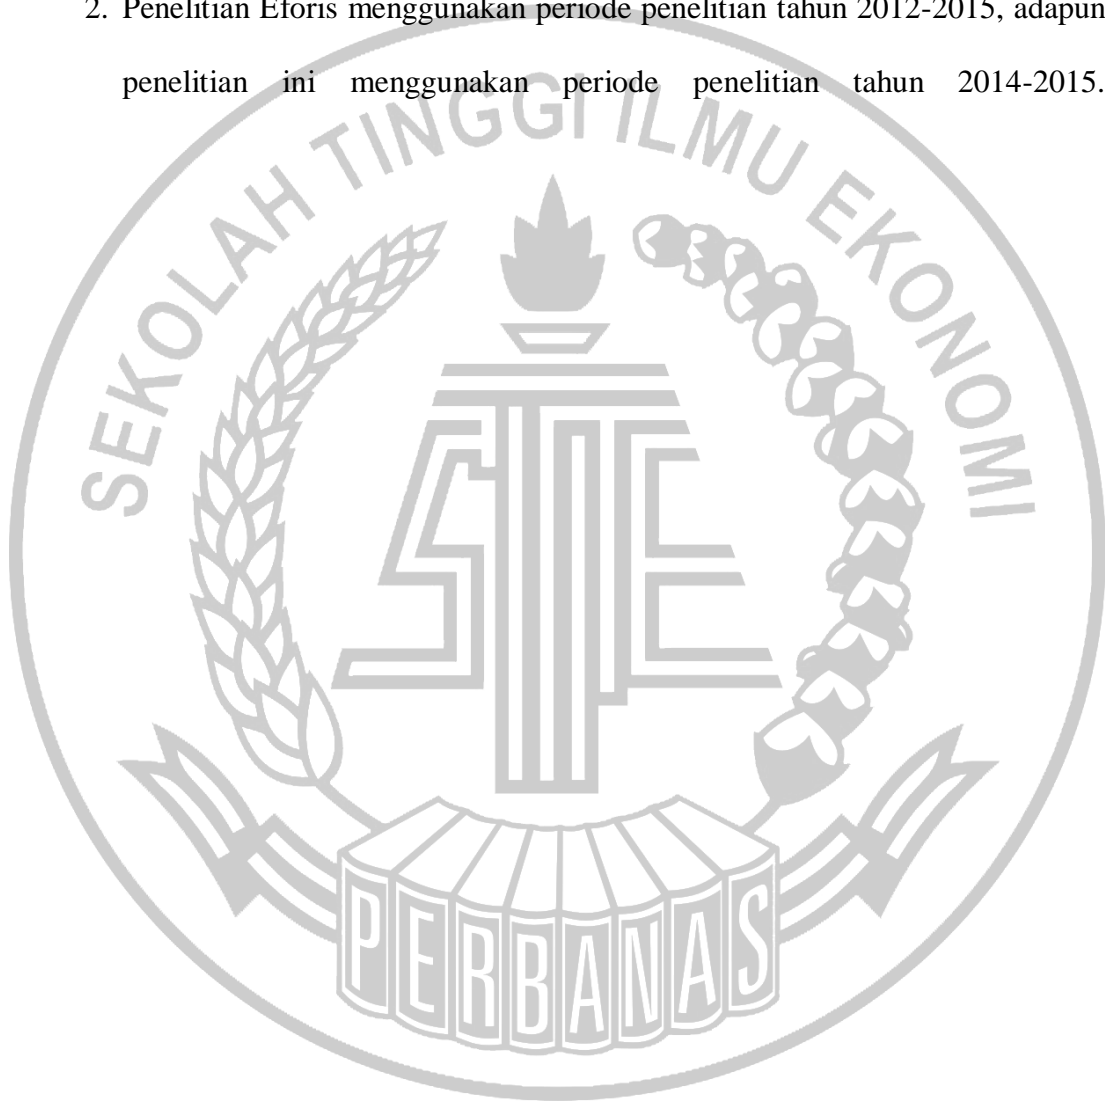 2. Penelitian Eforis menggunakan periode penelitian tahun 2012-2015, adapun
penelitian ini menggunakan periode penelitian tahun 2014-2015.
SEKOLAH TINGGI ILMU EKONOMI
STIE
PERBANAS